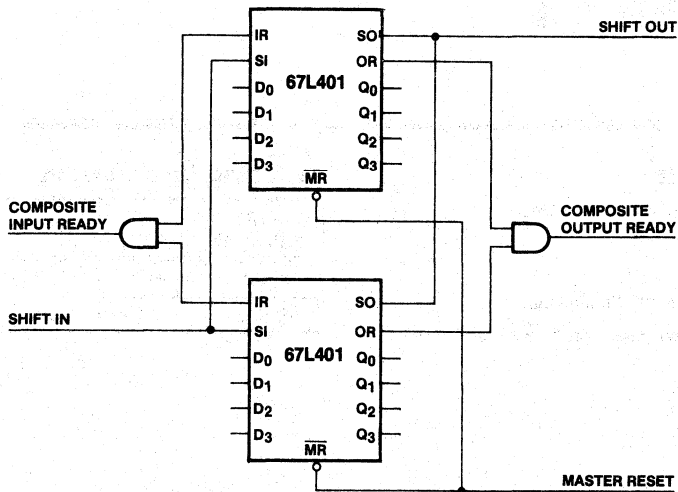 SHIFT OUT
IR
SO
SI
OR
67L401
D0
Q0
D1
Q1
D2
Q2
D3
Q3
MR
COMPOSITE
INPUT READY
COMPOSITE
OUTPUT READY
IR
SO
SHIFT IN
SI
OR
67L401
D0
Q0
D1
Q1
D2
Q2
D3
Q3
MR
MASTER RESET